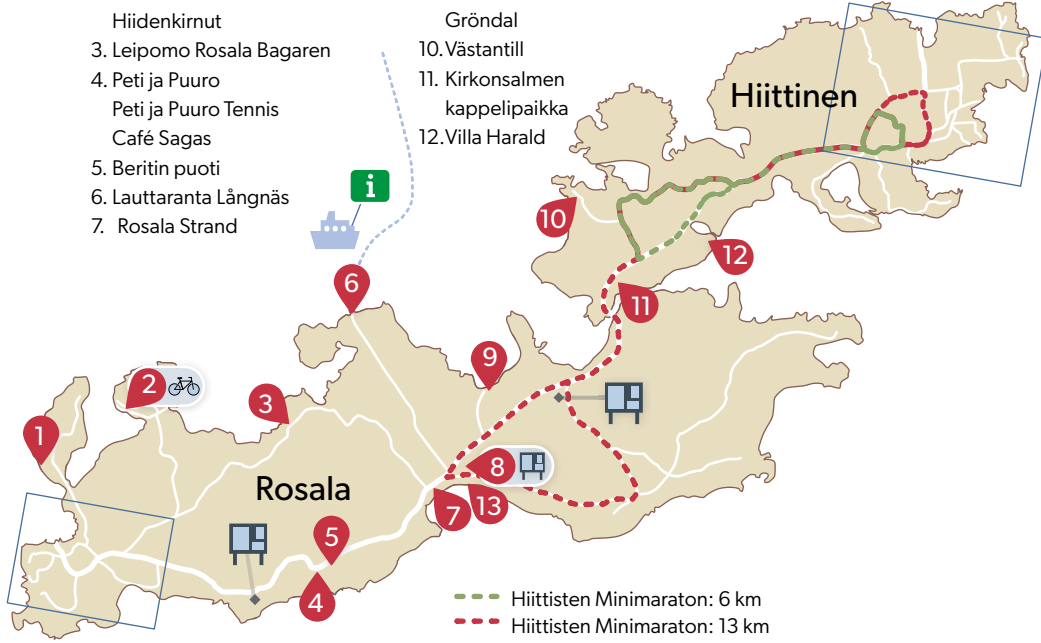 Hiidenkirnut
3. Leipomo Rosala Bagaren
4. Peti ja Puuro
Peti ja Puuro Tennis
Café Sagas
5. Beritin puoti
6. Lauttaranta Långnäs
7. Rosala Strand
Gröndal
10. Västantill
11. Kirkonsalmen
kappelipaikka
12. Villa Harald
Hiittinen
i
10
12
6
11
9
2
3
1
Rosala
8
7
13
5
4
Hiittisten Minimaraton: 6 km
Hiittisten Minimaraton: 13 km